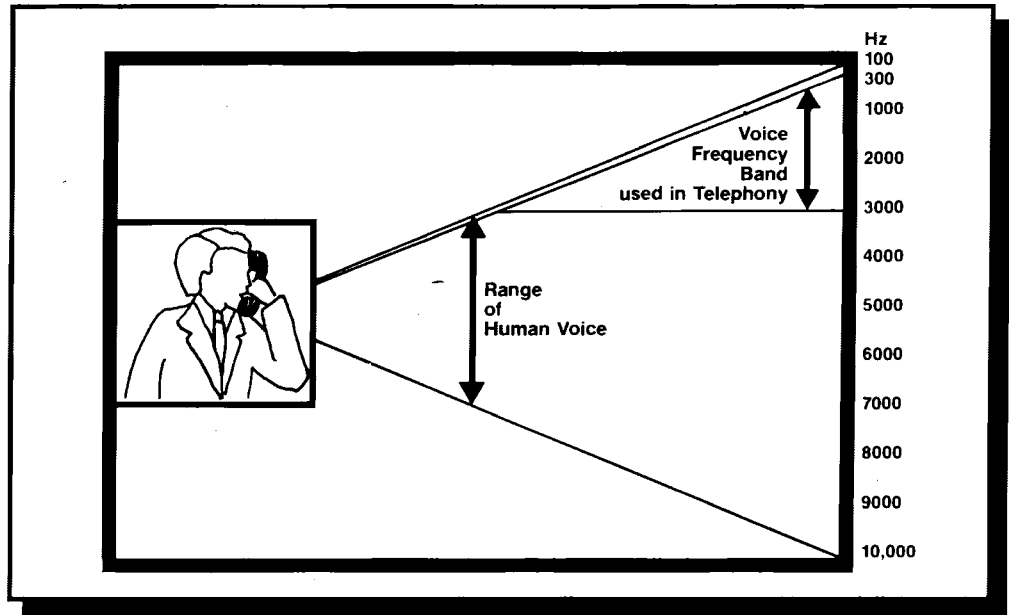 Hz
100
300
1000
Voice
Frequency
Band
used in Telephony
2000
3000
4000
Range
of
Human Voice
5000
6000
7000
8000
9000
10,000